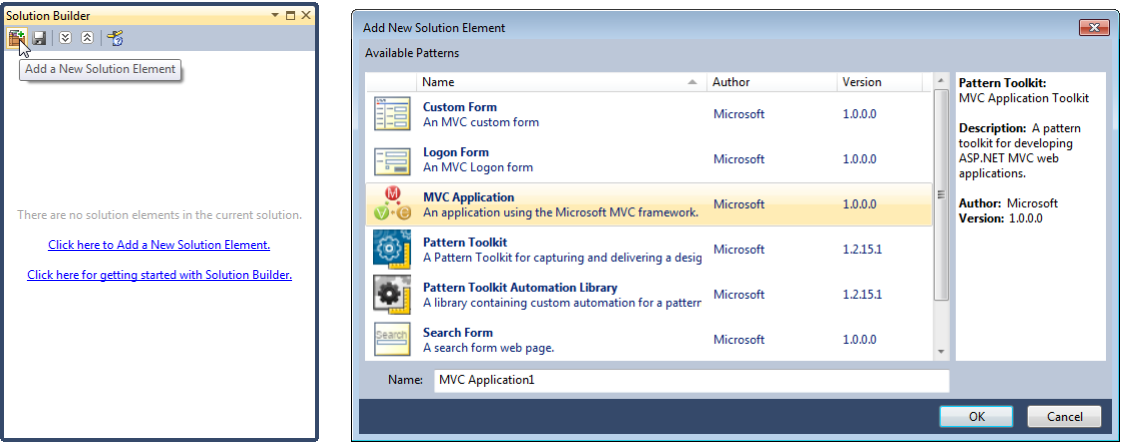 Solution Builder
Add a New Solution Element
There are no solution elements in the current solution.
Click here to Add a New Solution Element.
Click here for getting started with Solution Builder.
Add New Solution Element
Available Patterns
Name Author Version
Custom Form
An MVC custom form
Microsoft 1.0.0.0
Logon Form
An MVC Logon form
Microsoft 1.0.0.0
M
V C
MVC Application
An application using the Microsoft MVC framework.
Microsoft 1.0.0.0
Pattern Toolkit
A Pattern Toolkit for capturing and delivering a desig
Microsoft 1.2.15.1
Pattern Toolkit Automation Library
A library containing custom automation for a patterr
Microsoft 1.2.15.1
Search
Search Form
A search form web page.
Microsoft 1.0.0.0
Pattern Toolkit:
MVC Application Toolkit
Description: A pattern
toolkit for developing
ASP.NET MVC web
applications.
Author: Microsoft
Version: 1.0.0.0
Name: MVC Application1
OK Cancel